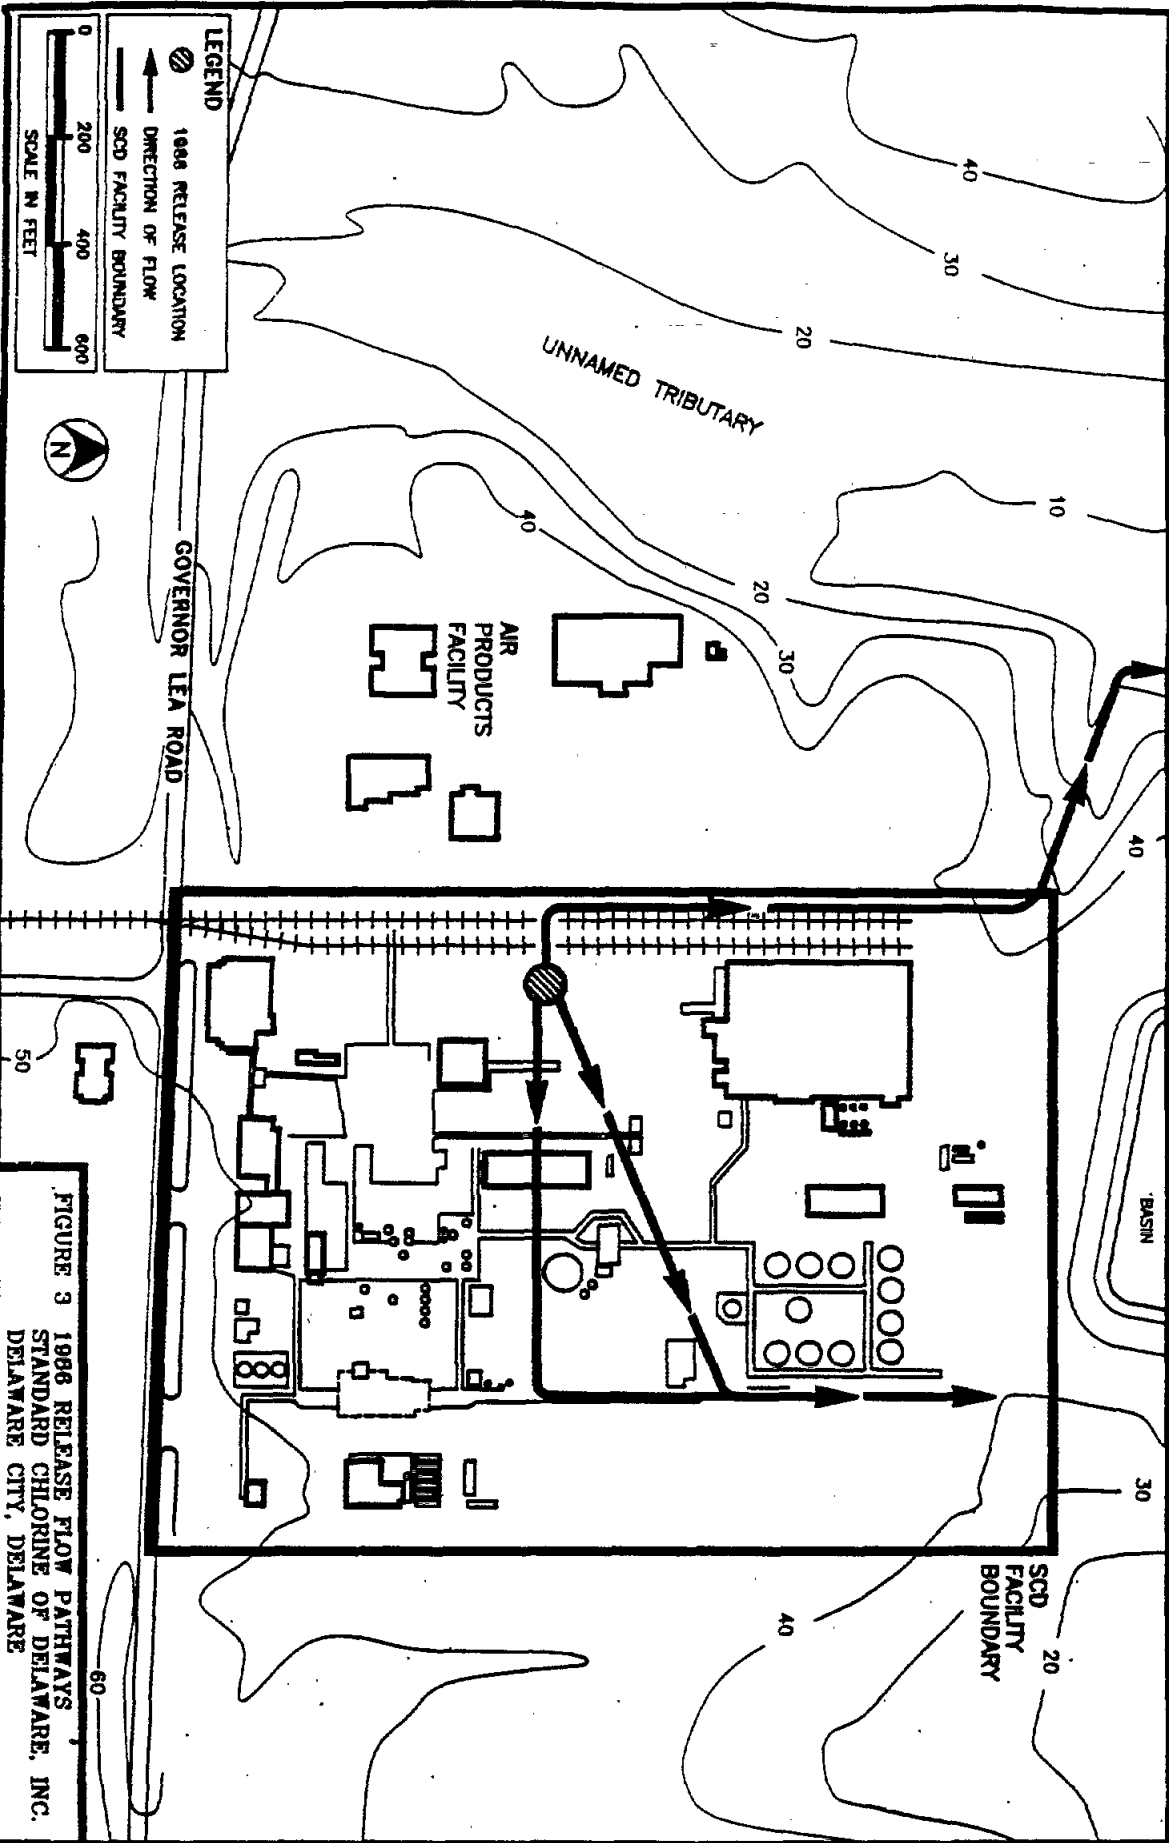 LEGEND
1986 RELEASE LOCATION
DIRECTION OF FLOW
SCD FACILITY BOUNDARY
0 200 400 600
SCALE IN FEET
N
40
30
20
UNNAMED TRIBUTARY
10
40
20
30
40
AIR
PRODUCTS
FACILITY
GOVERNOR LEA ROAD
BASIN
50
30
SCD
FACILITY
BOUNDARY
20
40
60
FIGURE 3 1986 RELEASE FLOW PATHWAYS
STANDARD CHLORINE OF DELAWARE, INC.
DELAWARE CITY, DELAWARE